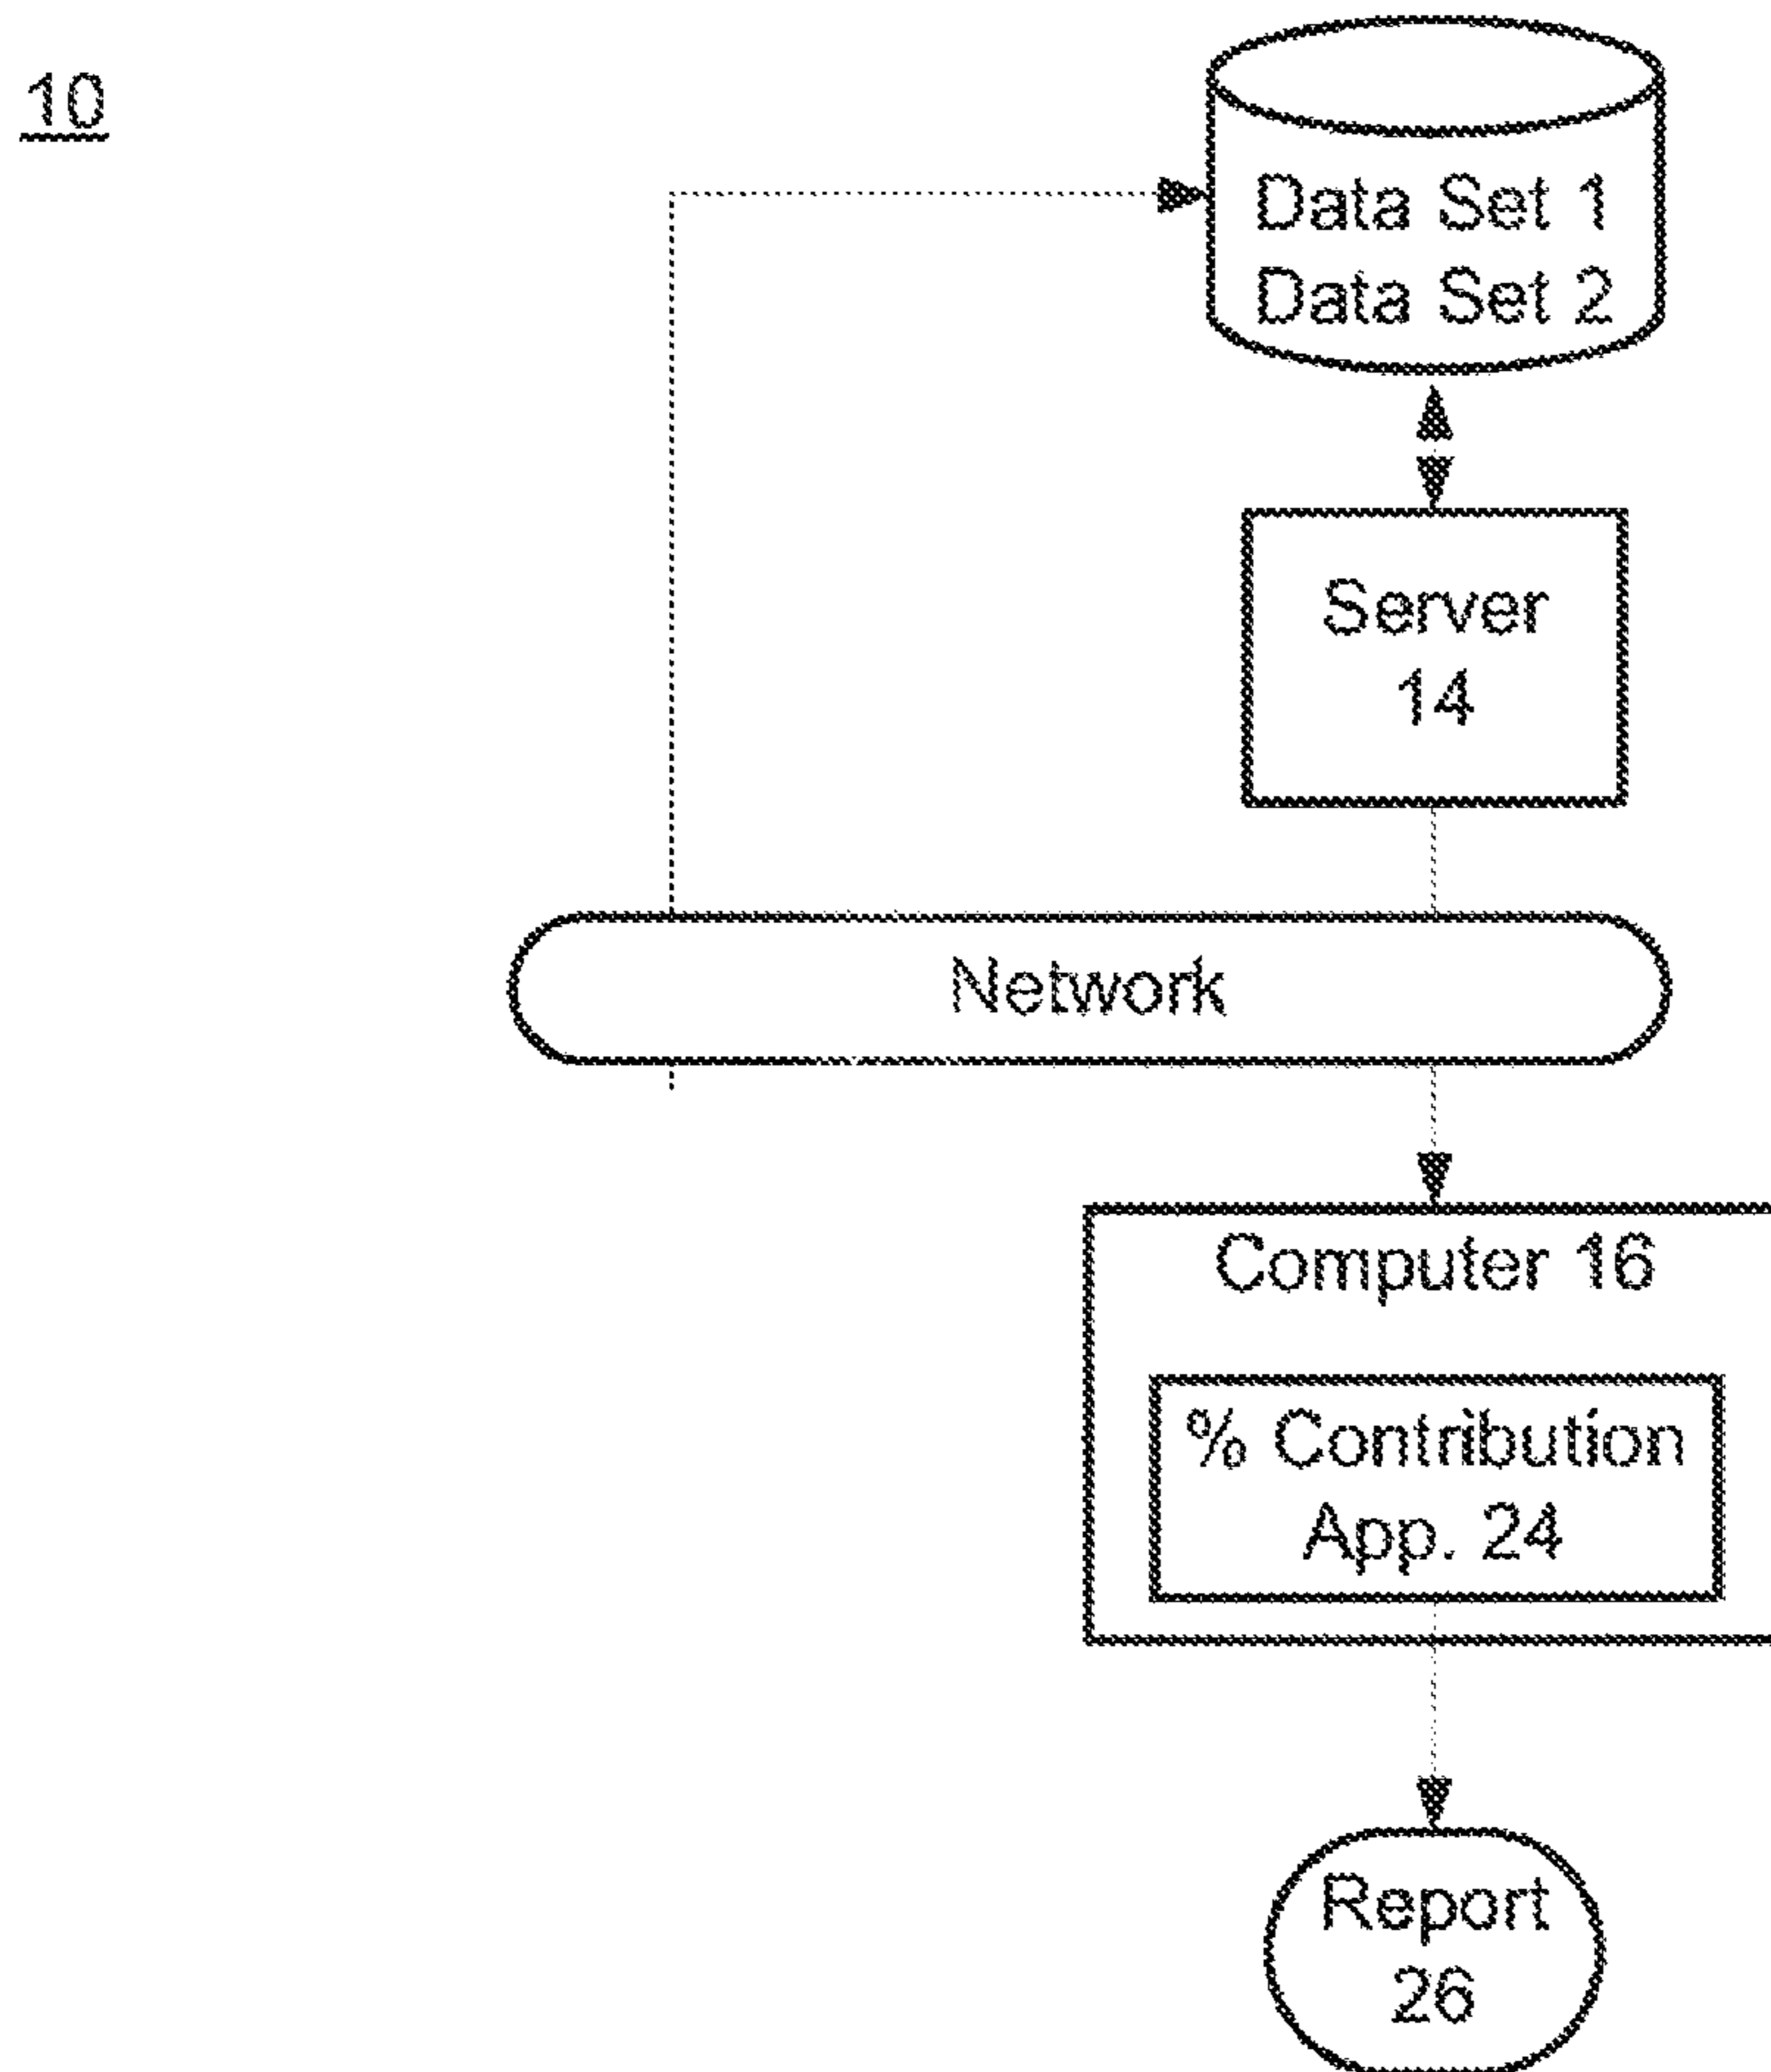 10
Data Set 1
Data Set 2
Server
14
Network
Computer 16
% Contribution
App. 24
Report
26